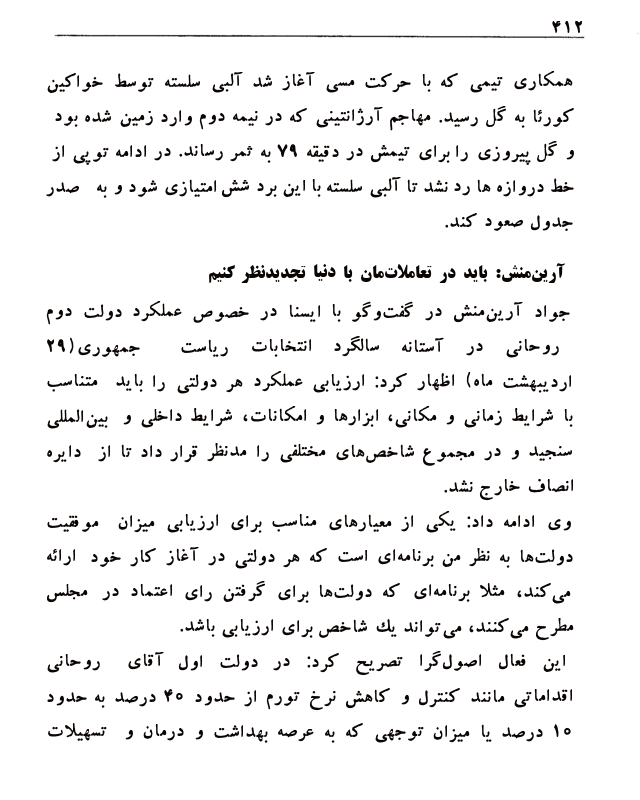 ۴۱۲
همکاری تیمی که با حرکت مسی آغاز شد آلبی سلسته توسط خواکین
کورئا به گل رسید. مهاجم آرژانتینی که در نیمه دوم وارد زمین شده بود
و گل پیروزی را برای تیمش در دقیقه ۷۹ به ثمر رساند. در ادامه توپی از
خط دروازه ها رد نشد تا آلبی سلسته با این برد شش امتیازی شود و به صدر
جدول صعود کند.
آرین‌منش: باید در تعاملات‌مان با دنیا تجدیدنظر کنیم
جواد آرین‌منش در گفت‌وگو با ایسنا در خصوص عملکرد دولت دوم
روحانی در آستانه سالگرد انتخابات ریاست جمهوری(۲۹
اردیبهشت ماه) اظهار کرد: ارزیابی عملکرد هر دولتی را باید متناسب
با شرایط زمانی و مکانی، ابزارها و امکانات، شرایط داخلی و بین‌المللی
سنجید و در مجموع شاخص‌های مختلفی را مدنظر قرار داد تا از دایره
انصاف خارج نشد.
وی ادامه داد: یکی از معیارهای مناسب برای ارزیابی میزان موفقیت
دولت‌ها به نظر من برنامه‌ای است که هر دولتی در آغاز کار خود ارائه
می‌کند، مثلا برنامه‌ای که دولت‌ها برای گرفتن رای اعتماد در مجلس
مطرح می‌کنند، می‌تواند یك شاخص برای ارزیابی باشد.
این فعال اصول‌گرا تصریح کرد: در دولت اول آقای روحانی
اقداماتی مانند کنترل و کاهش نرخ تورم از حدود ۴۰ درصد به حدود
۱۰ درصد یا میزان توجهی که به عرصه بهداشت و درمان و تسهیلات